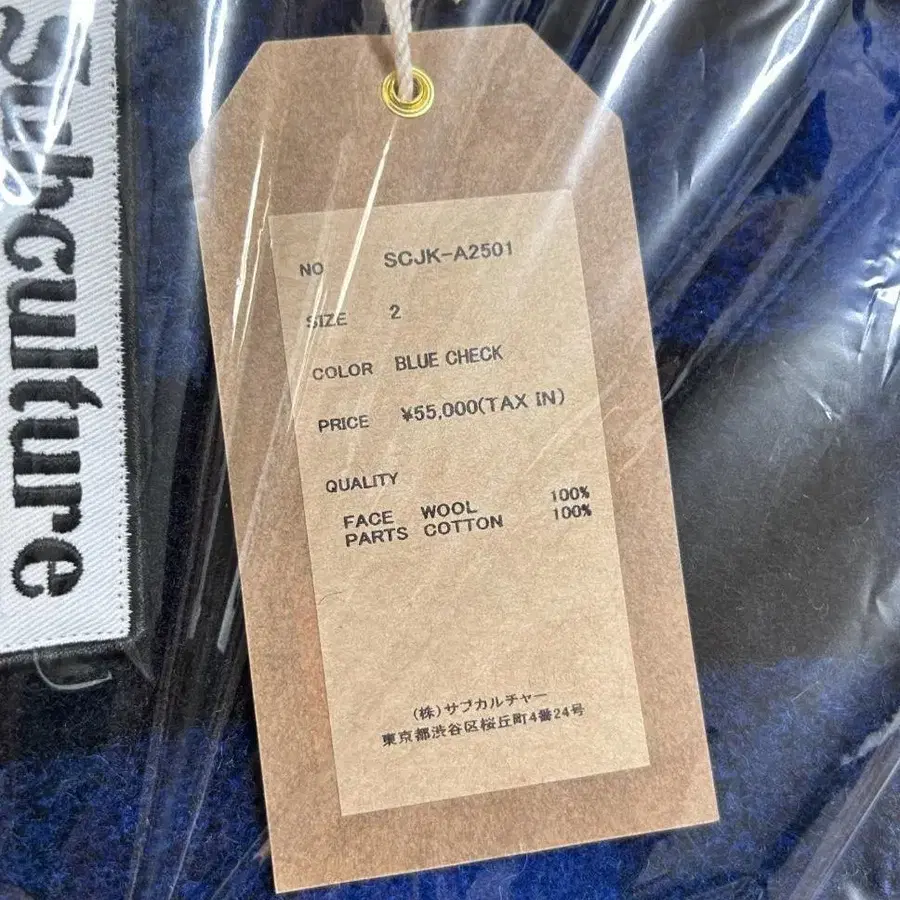 Subculture
NO SCJK-A2501
SIZE 2
COLOR BLUE CHECK
PRICE ¥55,000(TAX IN)
QUALITY
FACE WOOL 100%
PARTS COTTON 100%
(株)サブカルチャー
東京都渋谷区桜丘町4番24号